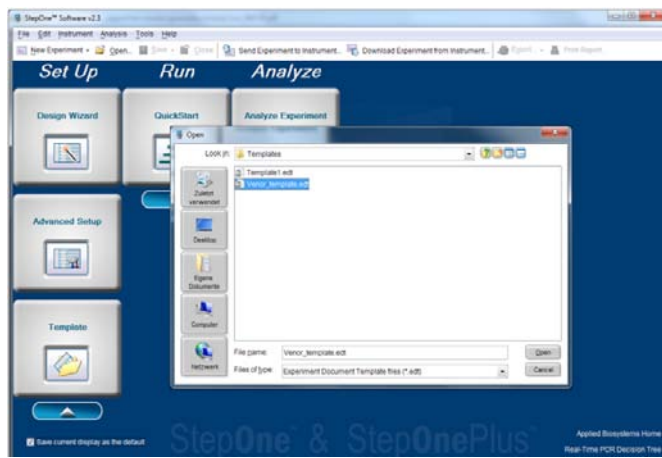 StepOne™ Software v2.3
File Edit Instrument Analysis Tools Help
New Experiment Open... Save Close Send Experiment to Instrument... Download Experiment from Instrument... Export... Print Report...
Set Up Run Analyze
Design Wizard QuickStart Analyze Experiment
Open
Look in: Templates
Template1.edt
Venor_template.edt
Zuletzt verwendet
Desktop
Advanced Setup
Eigene Dokumente
Computer
Template
Netzwerk
File name: Venor_template.edt Open
Files of type: Experiment Document Template files (*.edt) Cancel
StepOne™ & StepOnePlus™
Save current display as the default
Applied Biosystems Home
Real-Time PCR Decision Tree